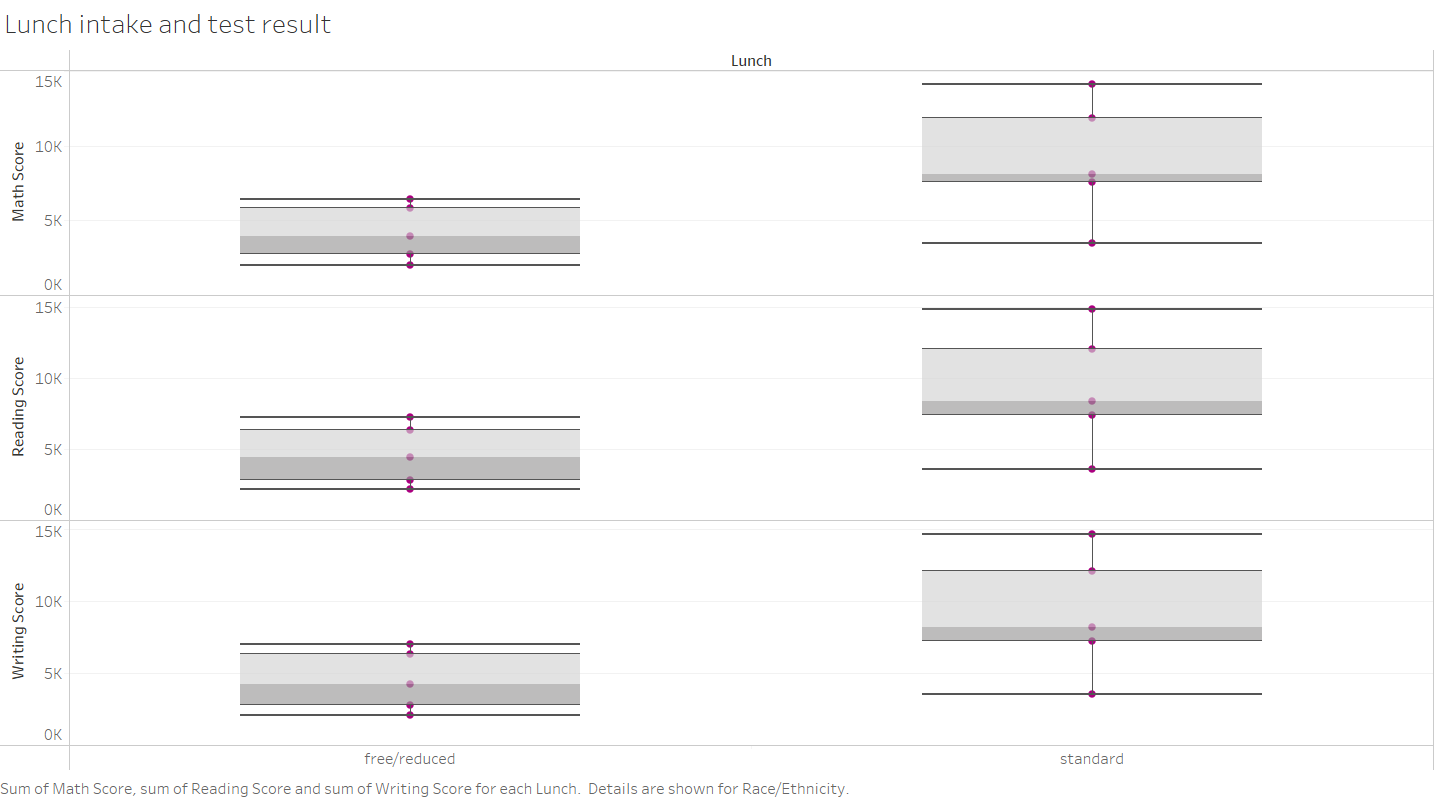 Lunch intake and test result
Lunch
15K
10K
5K
0K
Math Score
15K
10K
5K
0K
Reading Score
15K
10K
5K
0K
Writing Score
free/reduced
standard
Sum of Math Score, sum of Reading Score and sum of Writing Score for each Lunch.  Details are shown for Race/Ethnicity.